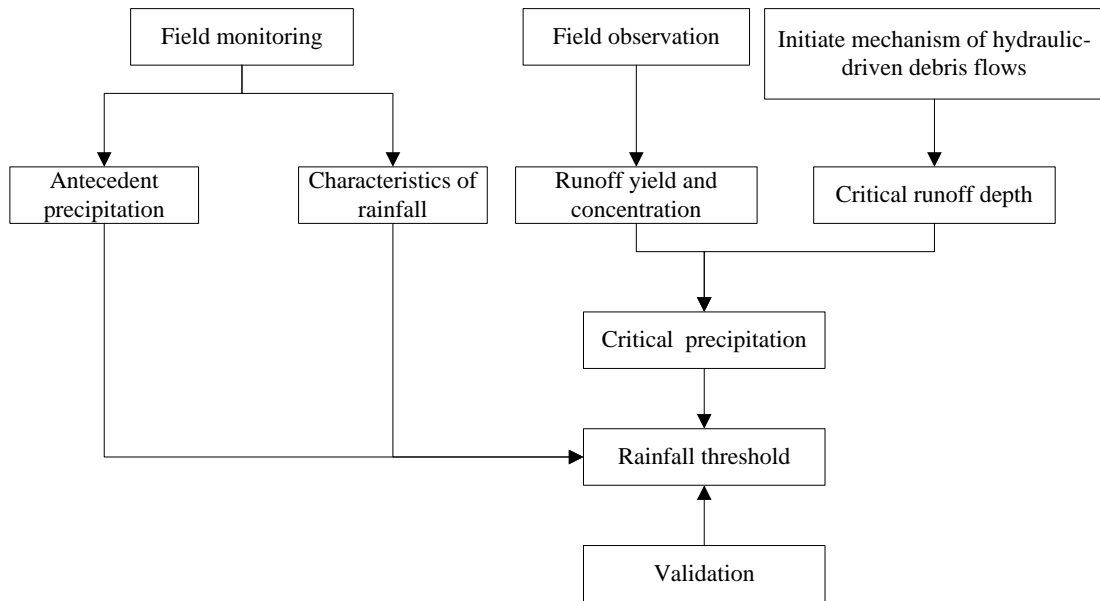 Field monitoring
Field observation
Initiate mechanism of hydraulic-
driven debris flows
Antecedent
precipitation
Characteristics of
rainfall
Runoff yield and
concentration
Critical runoff depth
Critical precipitation
Rainfall threshold
Validation